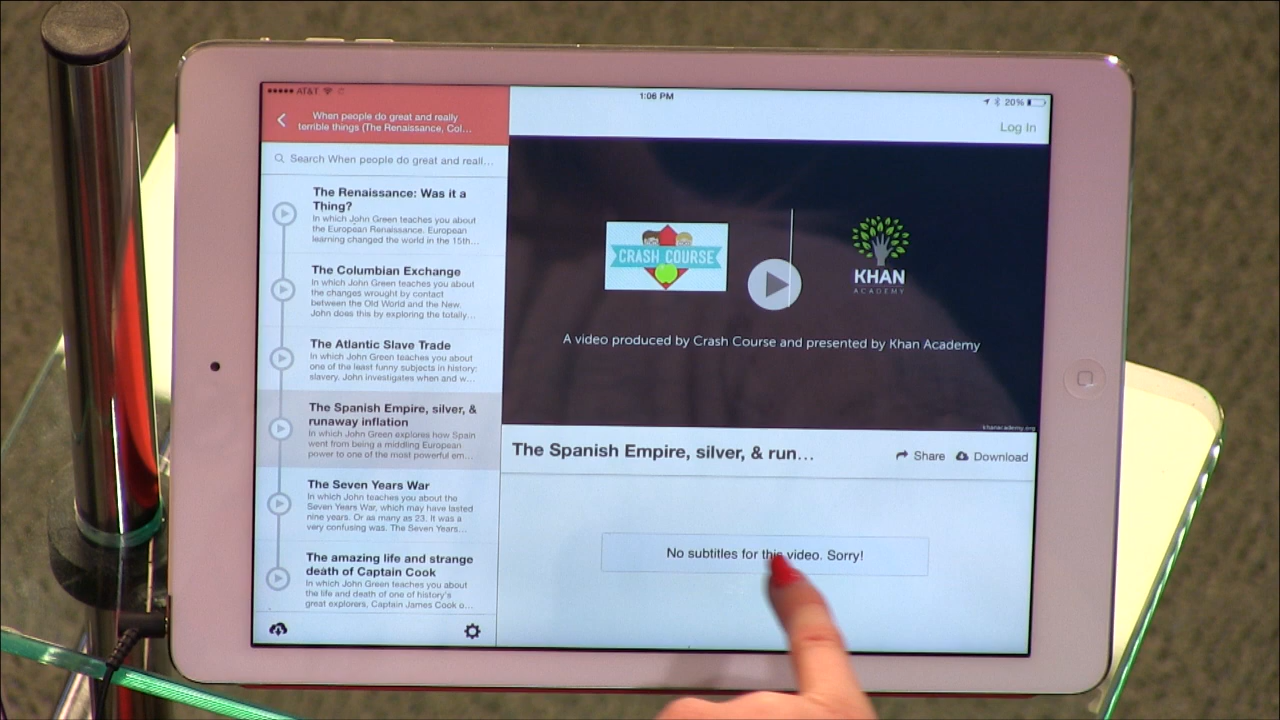 AT&T
1:06 PM
20%
When people do great and really
terrible things (The Renaissance, Col...
Log In
Search When people do great and reall...
The Renaissance: Was it a
Thing?
In which John Green teaches you about
the European Renaissance. European
learning changed the world in the 15th...
The Columbian Exchange
In which John Green teaches you about
the changes wrought by contact
between the Old World and the New.
John does this by exploring the totally...
The Atlantic Slave Trade
In which John Green teaches you about
one of the least funny subjects in history:
slavery. John investigates when and w...
The Spanish Empire, silver, &
runaway inflation
In which John Green explores how Spain
went from being a middling European
power to one of the most powerful em...
The Seven Years War
In which John teaches you about the
Seven Years War, which may have lasted
nine years. Or as many as 23. It was a
very confusing war. The Seven Years...
The amazing life and strange
death of Captain Cook
In which John Green teaches you about
the life and death of one of history's
great explorers, Captain James Cook o...
CRASH COURSE
KHAN
ACADEMY
A video produced by Crash Course and presented by Khan Academy
khanacademy.org
The Spanish Empire, silver, & run...
Share
Download
No subtitles for this video. Sorry!